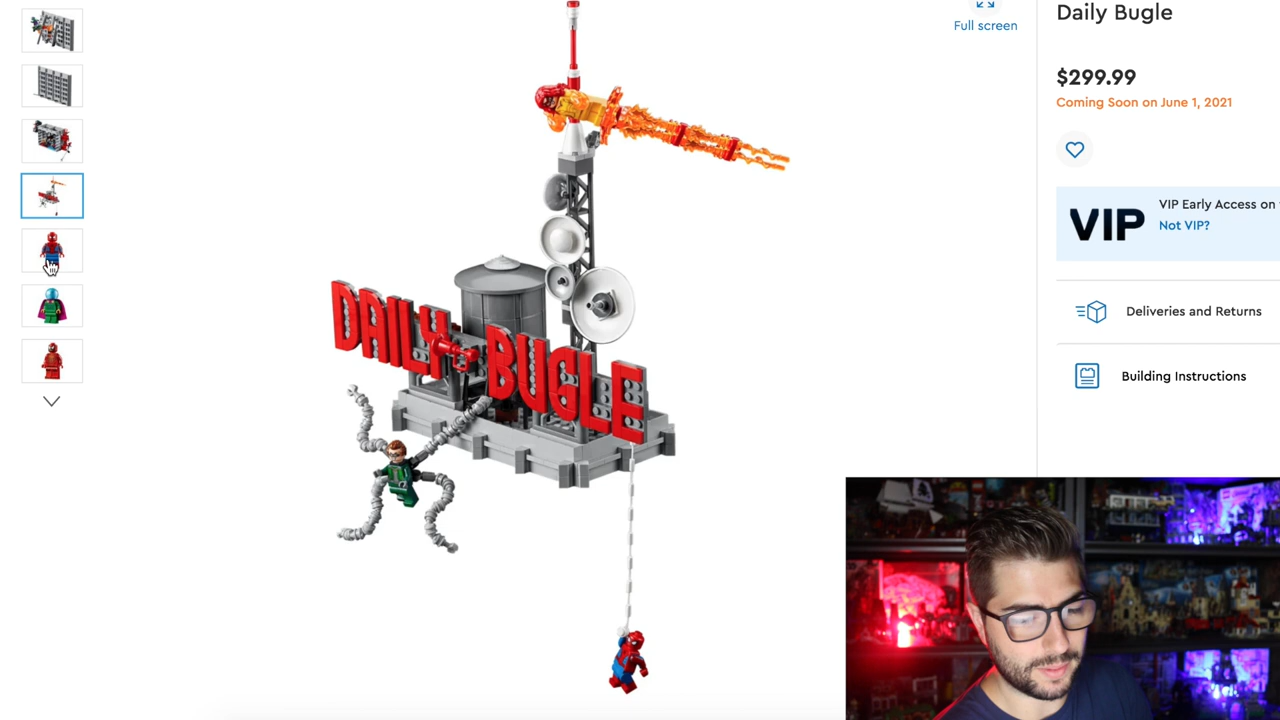 Full screen
Daily Bugle
$299.99
Coming Soon on June 1, 2021
VIP
VIP Early Access on
Not VIP?
Deliveries and Returns
Building Instructions
DAILY
BUGLE